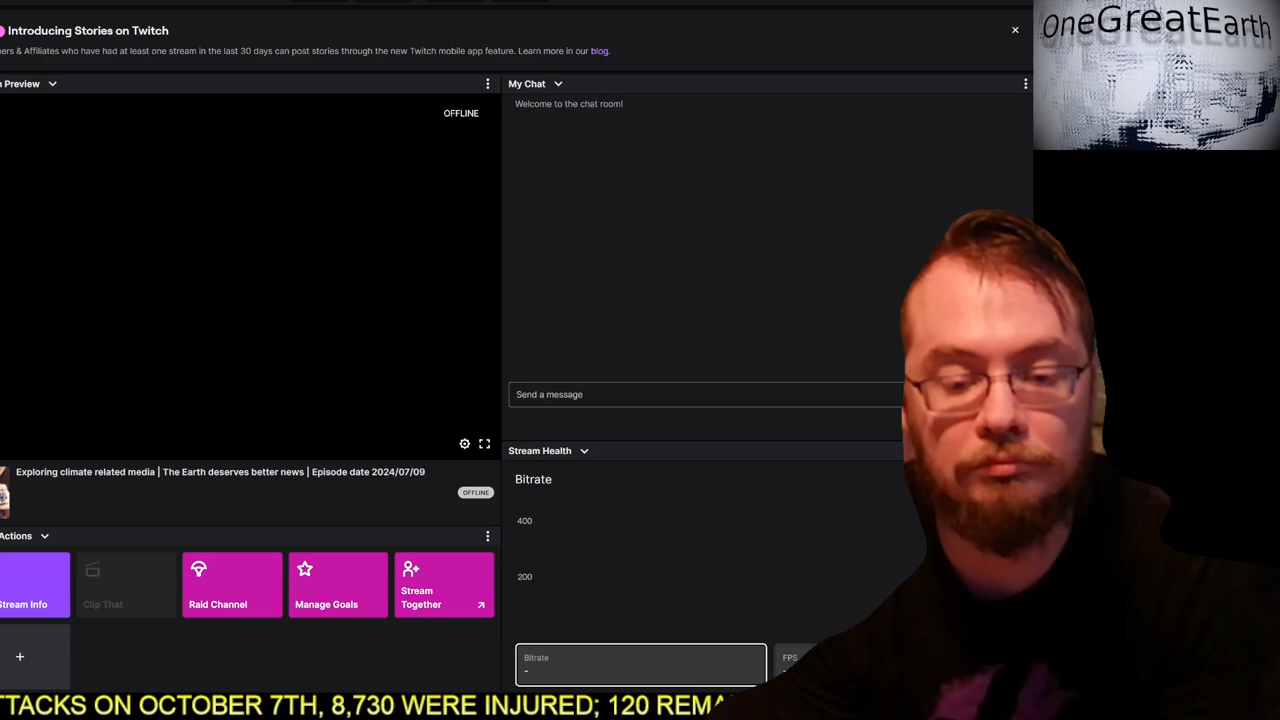 OneGreatEarth
Introducing Stories on Twitch
ners & Affiliates who have had at least one stream in the last 30 days can post stories through the new Twitch mobile app feature. Learn more in our blog.
n Preview
OFFLINE
My Chat
Welcome to the chat room!
Send a message
Exploring climate related media | The Earth deserves better news | Episode date 2024/07/09
OFFLINE
Actions
Stream Info
Clip That
Raid Channel
Manage Goals
Stream
Together
+
Stream Health
Bitrate
400
200
Bitrate
-
FPS
-
TTACKS ON OCTOBER 7TH, 8,730 WERE INJURED; 120 REMA